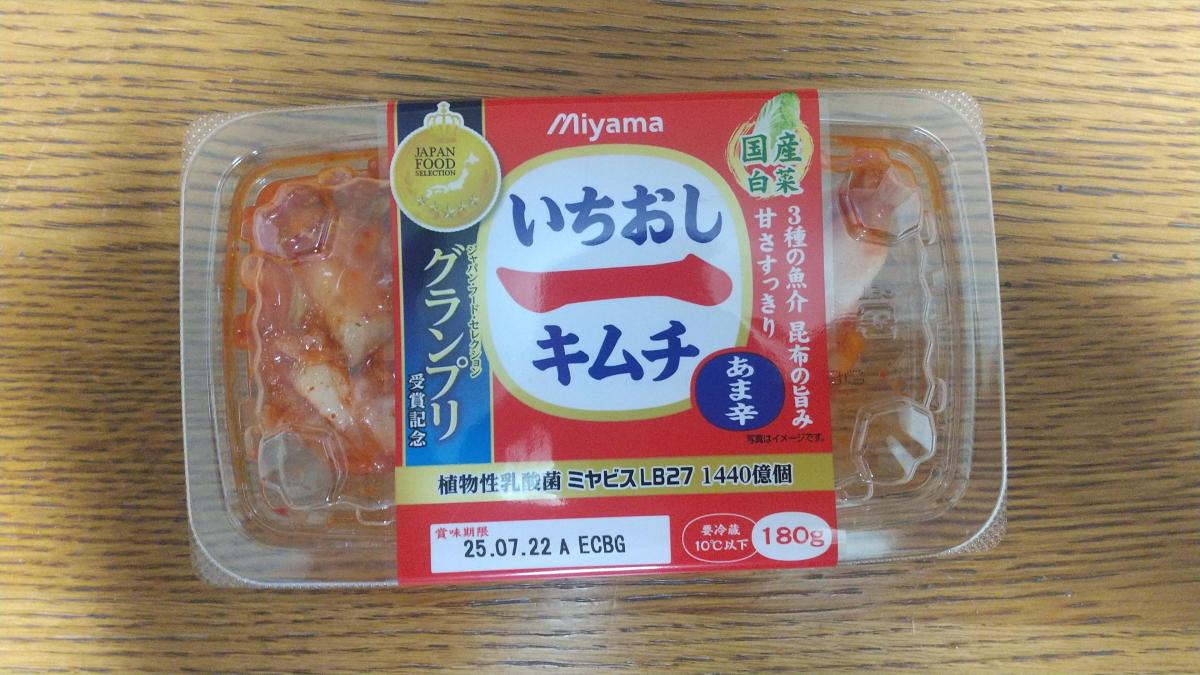 Miyama
JAPAN
FOOD
SELECTION
ジャパン・フード・セレクション
グランプリ
受賞記念
いちおし
一
キムチ
国産
白菜
3種の魚介 昆布の旨み
甘さすっきり
あま辛
写真はイメージです。
植物性乳酸菌 ミヤビスLB27 1440億個
賞味期限
25.07.22 A ECBG
要冷蔵
10℃以下
180g